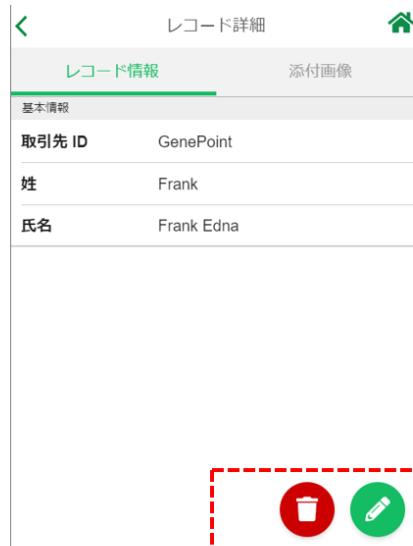 レコード詳細
レコード情報 添付画像
基本情報
取引先 ID GenePoint
姓 Frank
氏名 Frank Edna